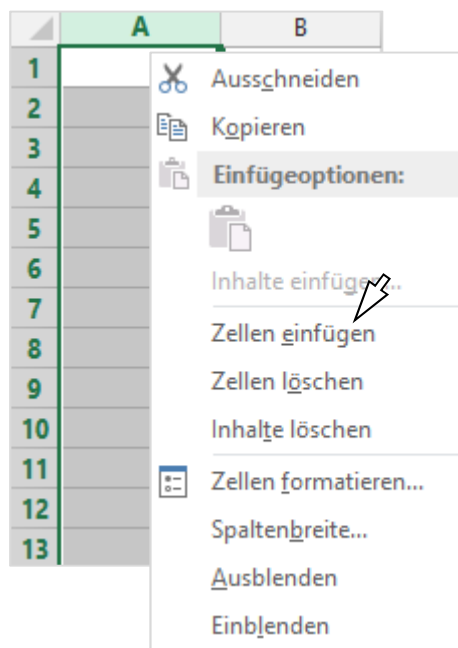 A B
1
Ausschneiden
2
Kopieren
3
Einfügeoptionen:
4
5
6
Inhalte einfügen...
7
Zellen einfügen
8
Zellen löschen
9
Inhalte löschen
10
11
Zellen formatieren...
12
Spaltenbreite...
13
Ausblenden
Einblenden